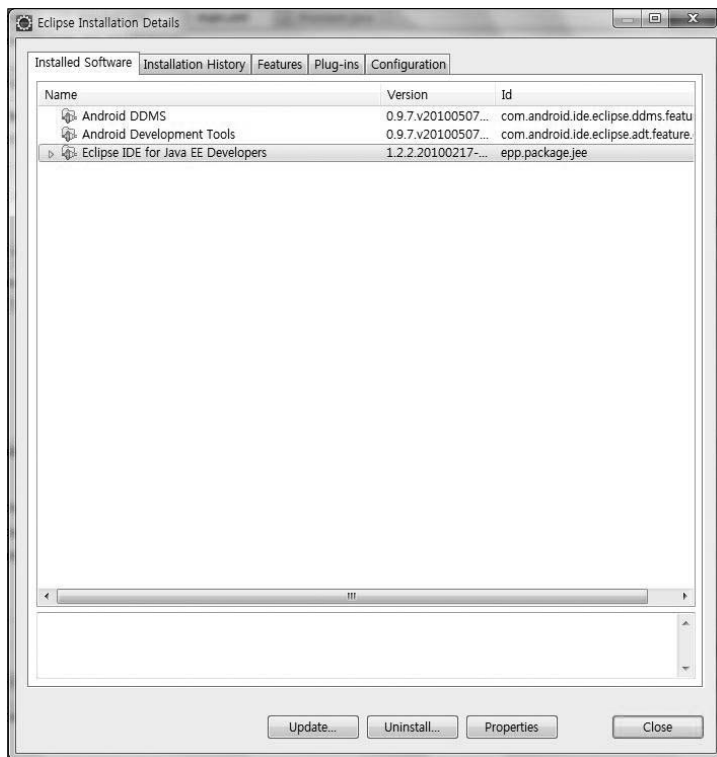 Eclipse Installation Details
Installed Software Installation History Features Plug-ins Configuration
Name Version Id
Android DDMS 0.9.7.v20100507... com.android.ide.eclipse.ddms.featu
Android Development Tools 0.9.7.v20100507... com.android.ide.eclipse.adt.feature.
Eclipse IDE for Java EE Developers 1.2.2.20100217-... epp.package.jee
Update... Uninstall... Properties Close